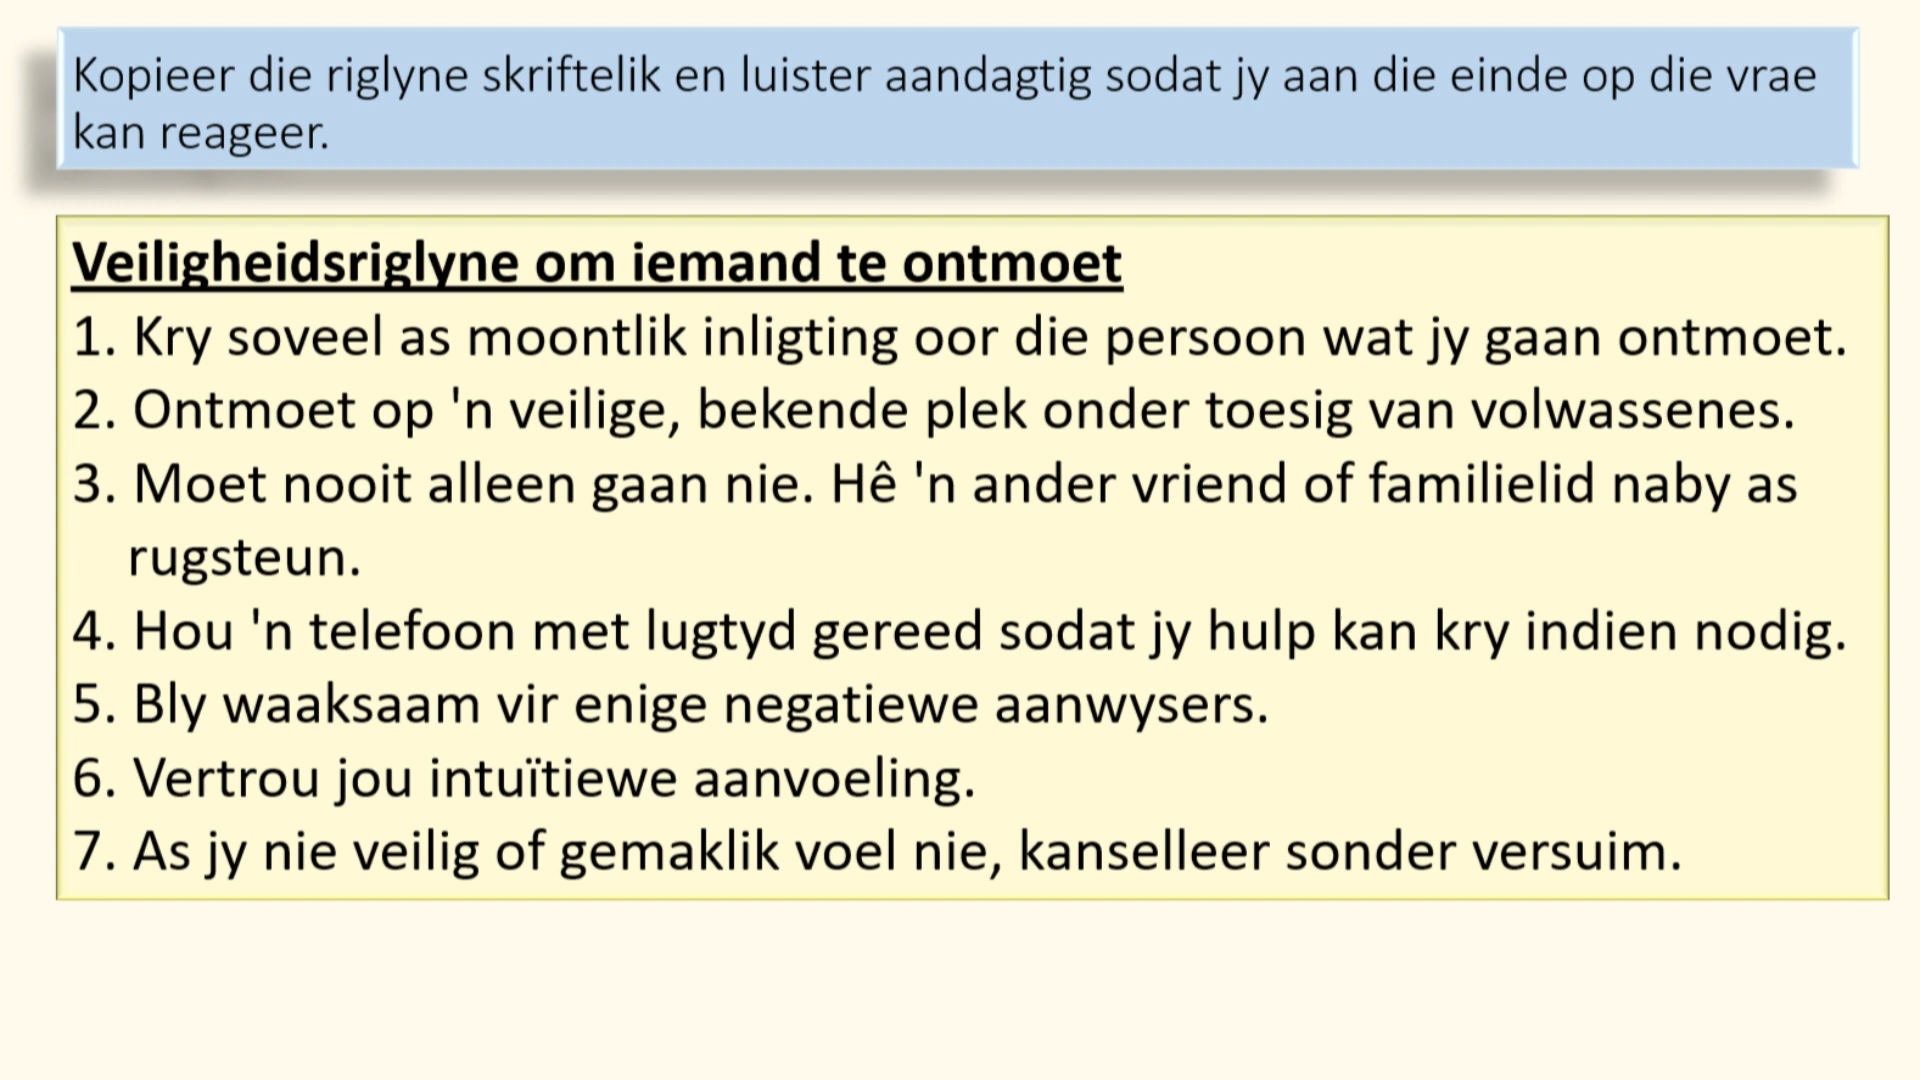 Kopieer die riglyne skriftelik en luister aandagtig sodat jy aan die einde op die vrae
kan reageer.
Veiligheidsriglyne om iemand te ontmoet
1. Kry soveel as moontlik inligting oor die persoon wat jy gaan ontmoet.
2. Ontmoet op 'n veilige, bekende plek onder toesig van volwassenes.
3. Moet nooit alleen gaan nie. Hê 'n ander vriend of familielid naby as
rugsteun.
4. Hou 'n telefoon met lugtyd gereed sodat jy hulp kan kry indien nodig.
5. Bly waaksaam vir enige negatiewe aanwysers.
6. Vertrou jou intuïtiewe aanvoeling.
7. As jy nie veilig of gemaklik voel nie, kanselleer sonder versuim.